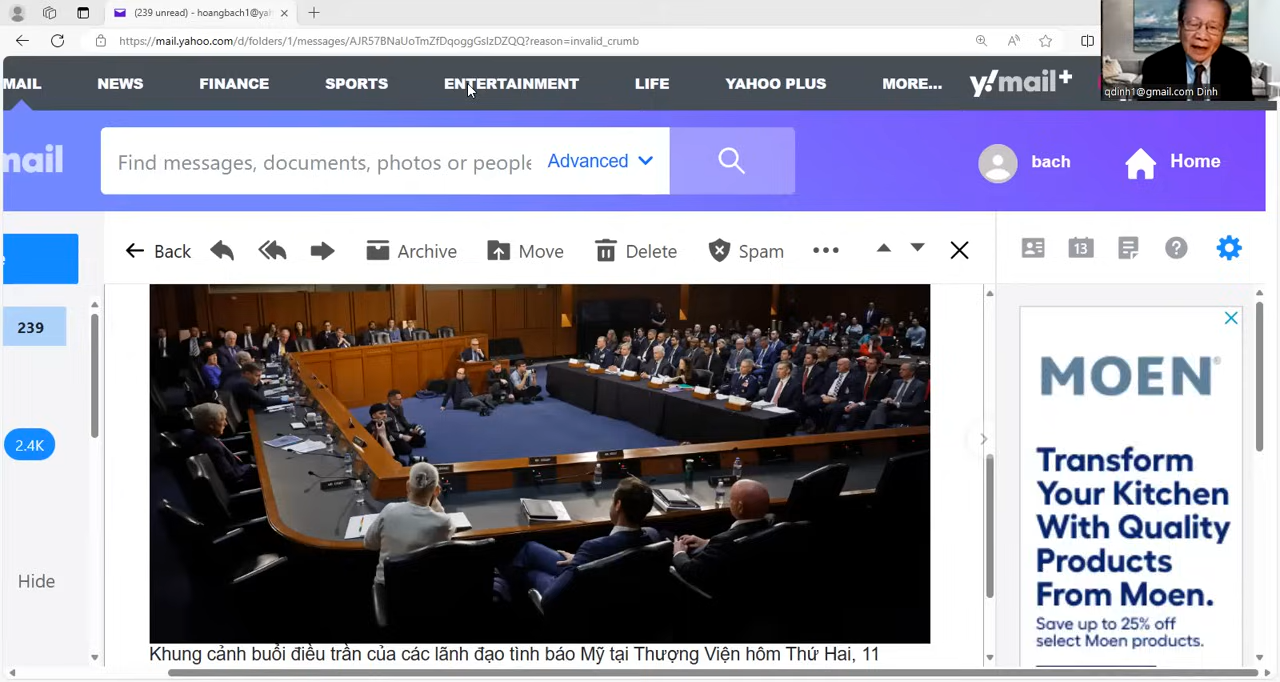 (239 unread) - hoangbach1@yah
https://mail.yahoo.com/d/folders/1/messages/AJR57BNaUoTmZfDqoggGsIzDZQQ?reason=invalid_crumb
MAIL NEWS FINANCE SPORTS ENTERTAINMENT LIFE YAHOO PLUS MORE... y!mail+
qdinh1@gmail.com Dinh
mail Find messages, documents, photos or people Advanced bach Home
Back Archive Move Delete Spam 13
239
2.4K
Hide
MOEN®
Transform
Your Kitchen
With Quality
Products
From Moen.
Save up to 25% off
select Moen products.
Khung cảnh buổi điều trần của các lãnh đạo tình báo Mỹ tại Thượng Viện hôm Thứ Hai, 11